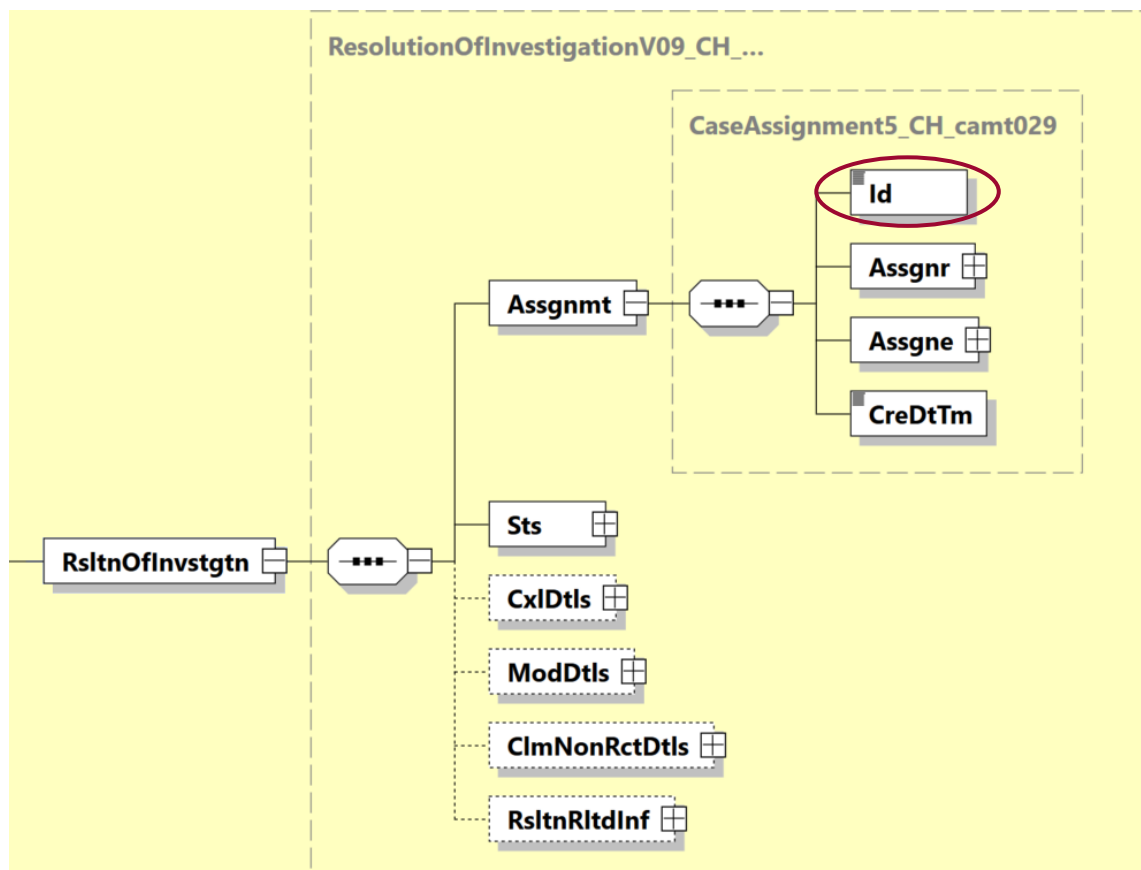 ResolutionOfInvestigationV09_CH_...
CaseAssignment5_CH_camt029
Id
Assgnr
Assgnmt
Assgne
CreDtTm
Sts
RsltnOfInvstgtn
CxlDtls
ModDtls
ClmNonRctDtls
RsltnRltdInf